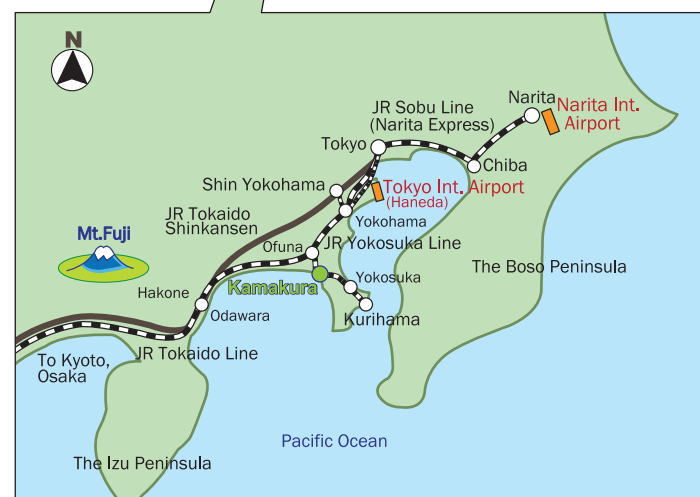 N
Narita
Narita Int.
Airport
JR Sobu Line
(Narita Express)
Tokyo
Chiba
Shin Yokohama
Tokyo Int. Airport
(Haneda)
JR Tokaido
Shinkansen
Yokohama
Mt.Fuji
Ofuna
JR Yokosuka Line
The Boso Peninsula
Kamakura
Yokosuka
Hakone
Odawara
Kurihama
To Kyoto,
Osaka
JR Tokaido Line
Pacific Ocean
The Izu Peninsula